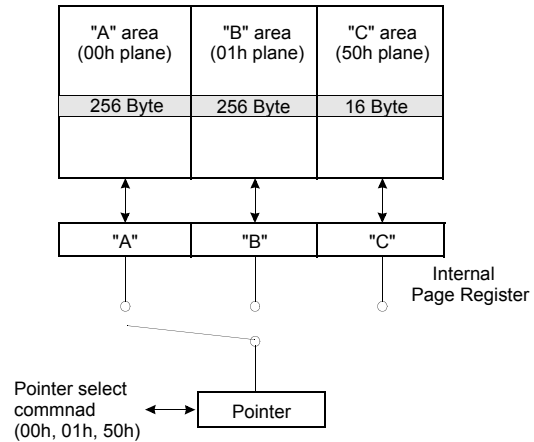 "A" area "B" area "C" area
(00h plane) (01h plane) (50h plane)
256 Byte 256 Byte 16 Byte
"A" "B" "C"
Internal
Page Register
Pointer select
commnad
(00h, 01h, 50h)
Pointer